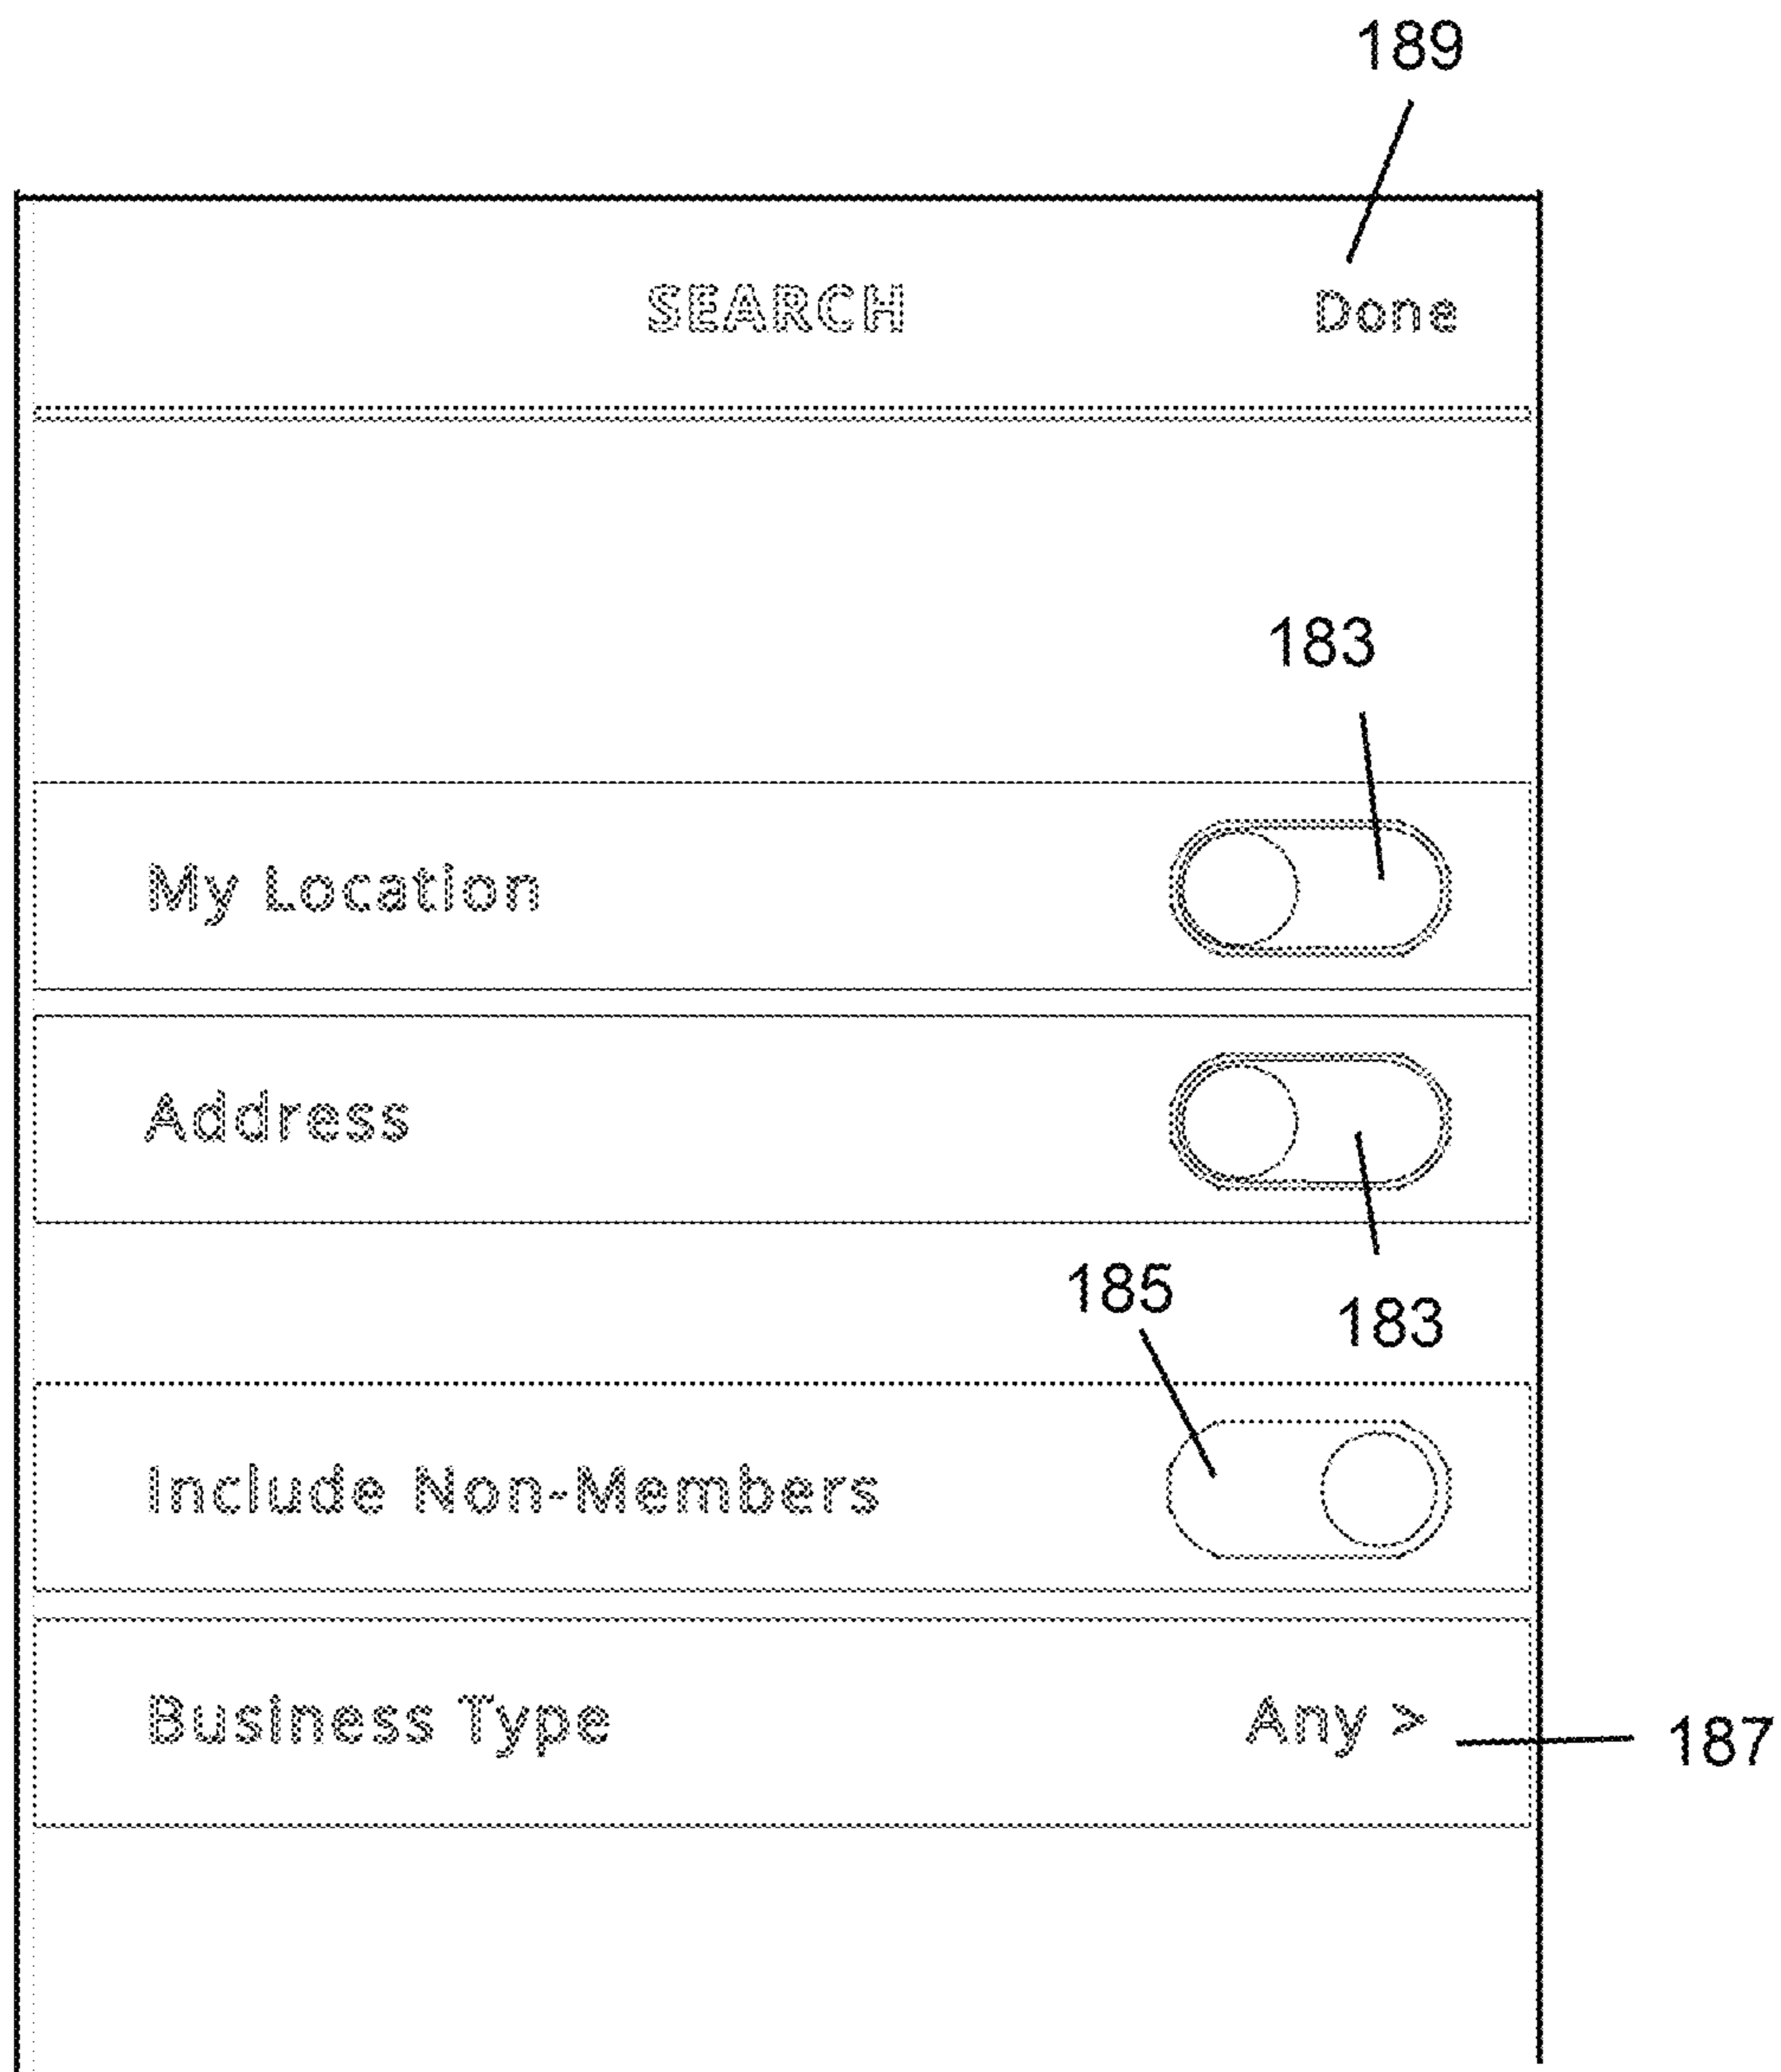 189
SEARCH Done
183
My Location
Address
185
183
Include Non-Members
Business Type Any >
187